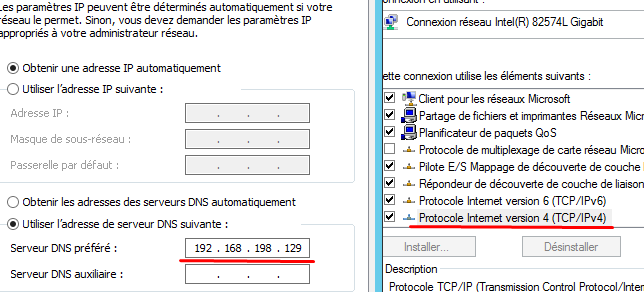 Les paramètres IP peuvent être déterminés automatiquement si votre
réseau le permet. Sinon, vous devez demander les paramètres IP
appropriés à votre administrateur réseau.
Obtenir une adresse IP automatiquement
Utiliser l'adresse IP suivante :
Adresse IP :
Masque de sous-réseau :
Passerelle par défaut :
Obtenir les adresses des serveurs DNS automatiquement
Utiliser l'adresse de serveur DNS suivante :
Serveur DNS préféré : 192 . 168 . 198 . 129
Serveur DNS auxiliaire :
Connexion réseau Intel(R) 82574L Gigabit
ette connexion utilise les éléments suivants :
Client pour les réseaux Microsoft
Partage de fichiers et imprimantes Réseaux Micr
Planificateur de paquets QoS
Protocole de multiplexage de carte réseau Micr
Pilote E/S Mappage de découverte de couche
Répondeur de découverte de couche de liaison
Protocole Internet version 6 (TCP/IPv6)
Protocole Internet version 4 (TCP/IPv4)
Installer... Désinstaller
Description
Protocole TCP/IP (Transmission Control Protocol/Inter